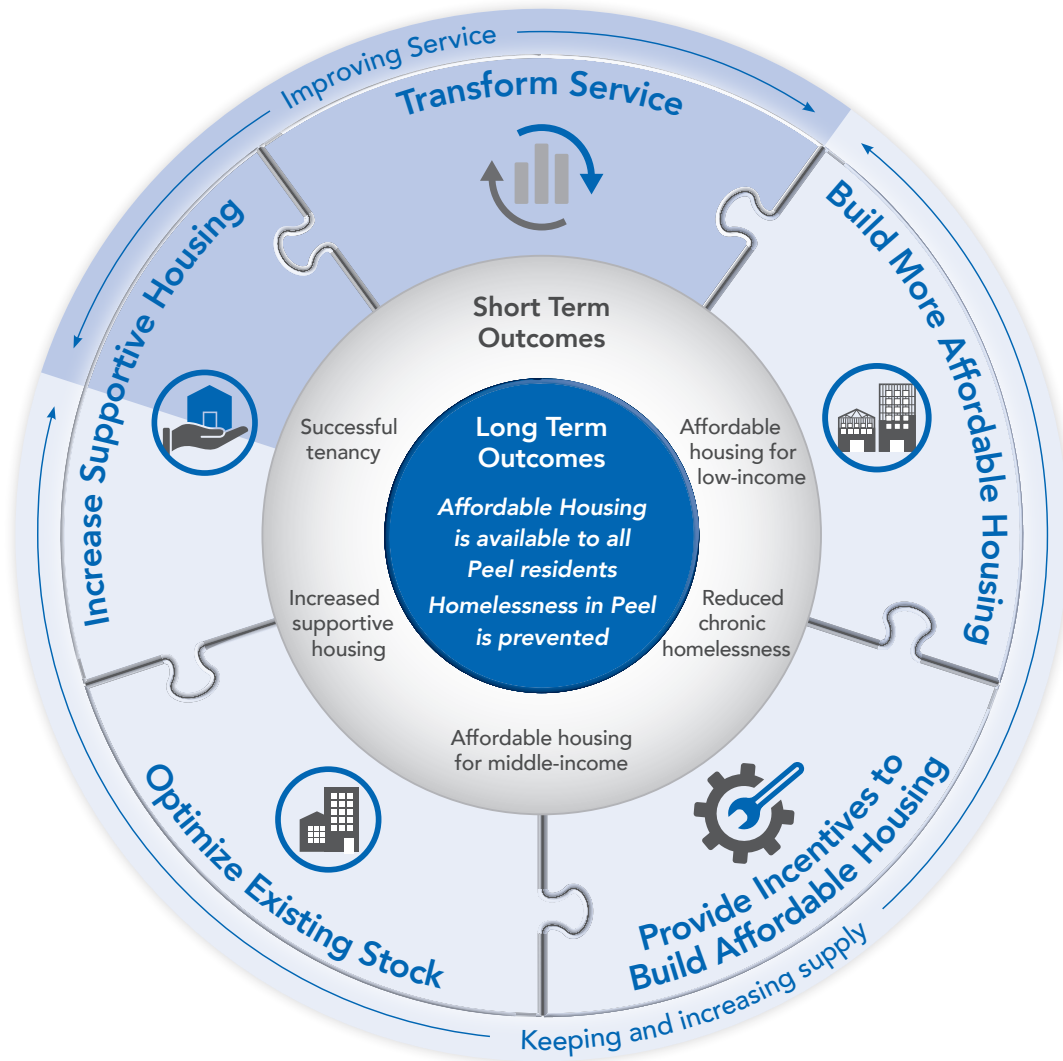 Improving Service
Transform Service
Build More Affordable Housing
Provide Incentives to
Build Affordable Housing
Keeping and increasing supply
Optimize Existing Stock
Increase Supportive Housing
Short Term
Outcomes
Successful
tenancy
Affordable
housing for
low-income
Increased
supportive
housing
Reduced
chronic
homelessness
Affordable housing
for middle-income
Long Term
Outcomes
Affordable Housing
is available to all
Peel residents
Homelessness in Peel
is prevented